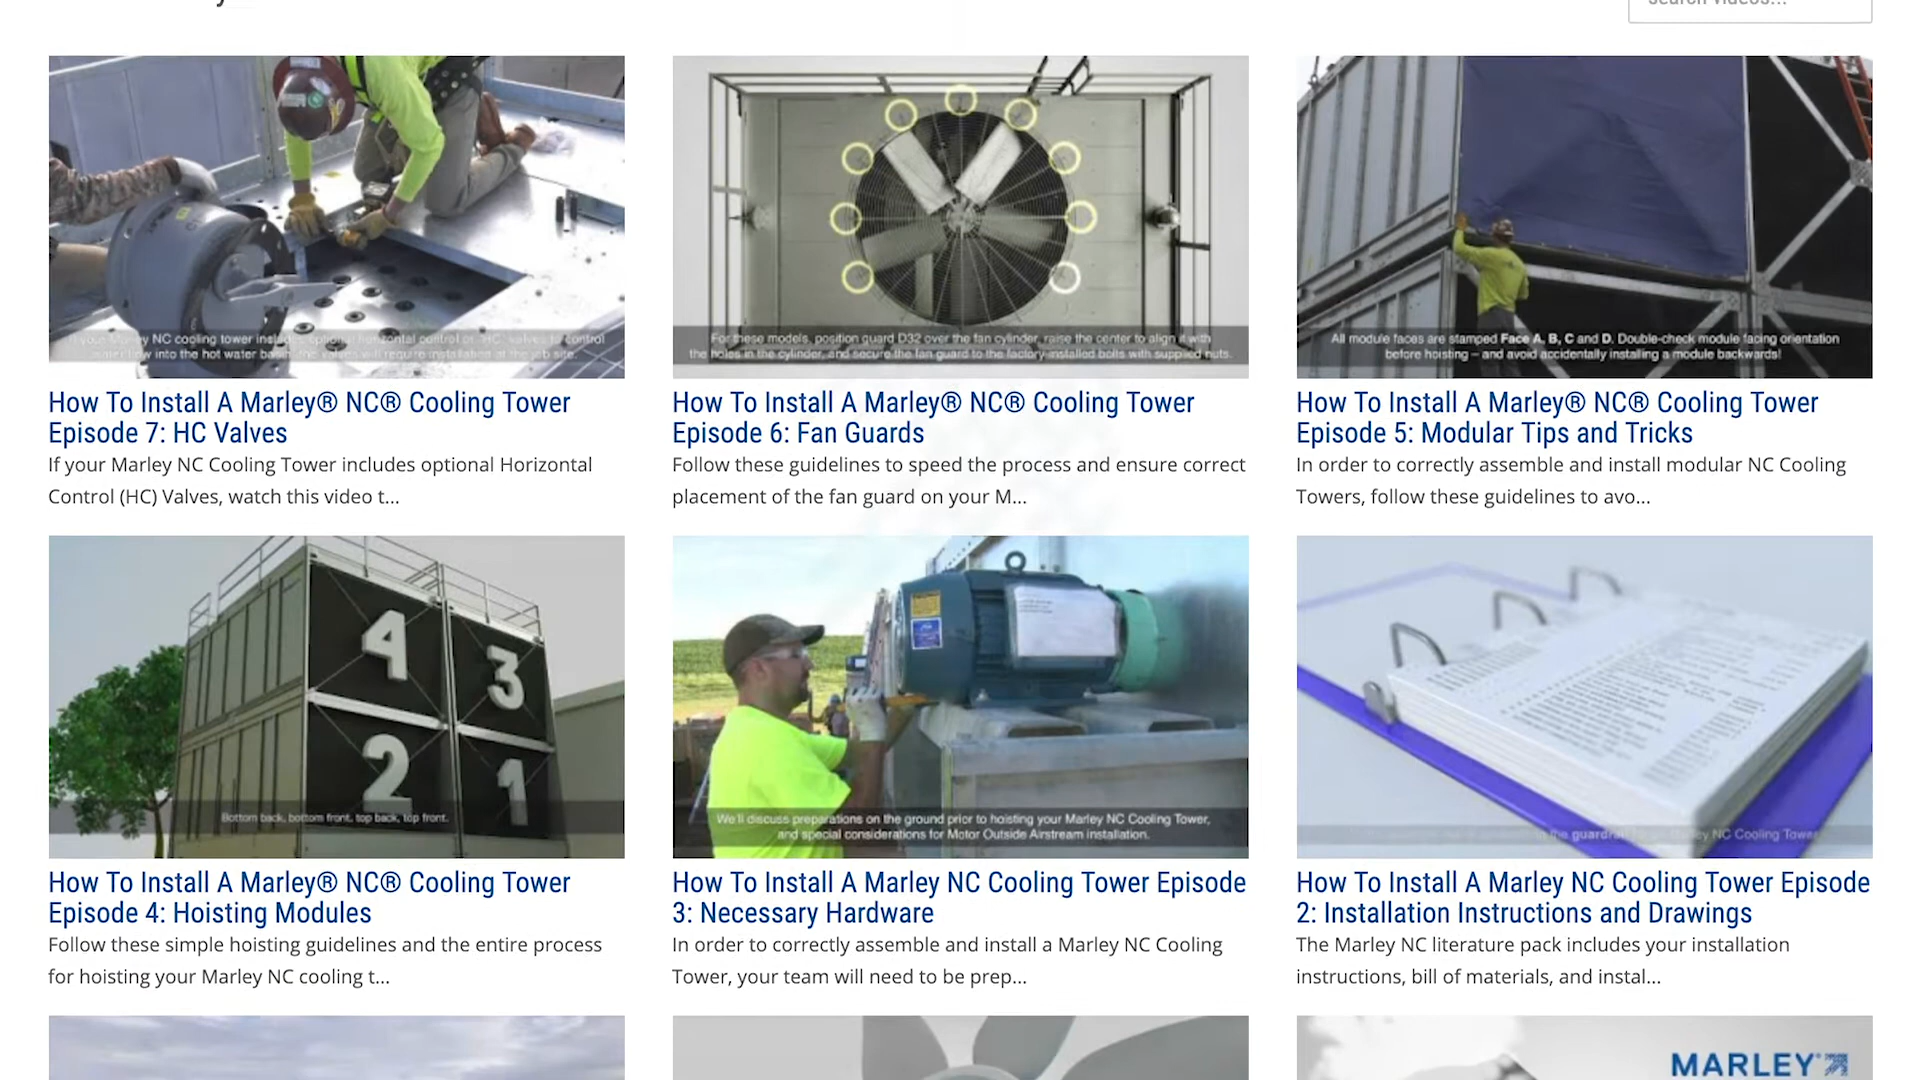 NC cooling tower
into the hot water
For these models, position guard D32 over the fan cylinder, raise the center to align it with
the holes in the cylinder, and secure the fan guard to the factory-installed bolts with supplied nuts.
All module faces are stamped Face A, B, C and D. Double-check module facing orientation
before hoisting – and avoid accidentally installing a module backwards!
How To Install A Marley® NC® Cooling Tower
Episode 7: HC Valves
If your Marley NC Cooling Tower includes optional Horizontal
Control (HC) Valves, watch this video t...
How To Install A Marley® NC® Cooling Tower
Episode 6: Fan Guards
Follow these guidelines to speed the process and ensure correct
placement of the fan guard on your M...
How To Install A Marley® NC® Cooling Tower
Episode 5: Modular Tips and Tricks
In order to correctly assemble and install modular NC Cooling
Towers, follow these guidelines to avo...
4
3
2
1
Bottom back, bottom front, top back, top front.
We'll discuss preparations on the ground prior to hoisting your Marley NC Cooling Tower,
and special considerations for Motor Outside Airstream installation.
NC Cooling Tower
How To Install A Marley® NC® Cooling Tower
Episode 4: Hoisting Modules
Follow these simple hoisting guidelines and the entire process
for hoisting your Marley NC cooling t...
How To Install A Marley NC Cooling Tower Episode
3: Necessary Hardware
In order to correctly assemble and install a Marley NC Cooling
Tower, your team will need to be prep...
How To Install A Marley NC Cooling Tower Episode
2: Installation Instructions and Drawings
The Marley NC literature pack includes your installation
instructions, bill of materials, and instal...
MARLEY